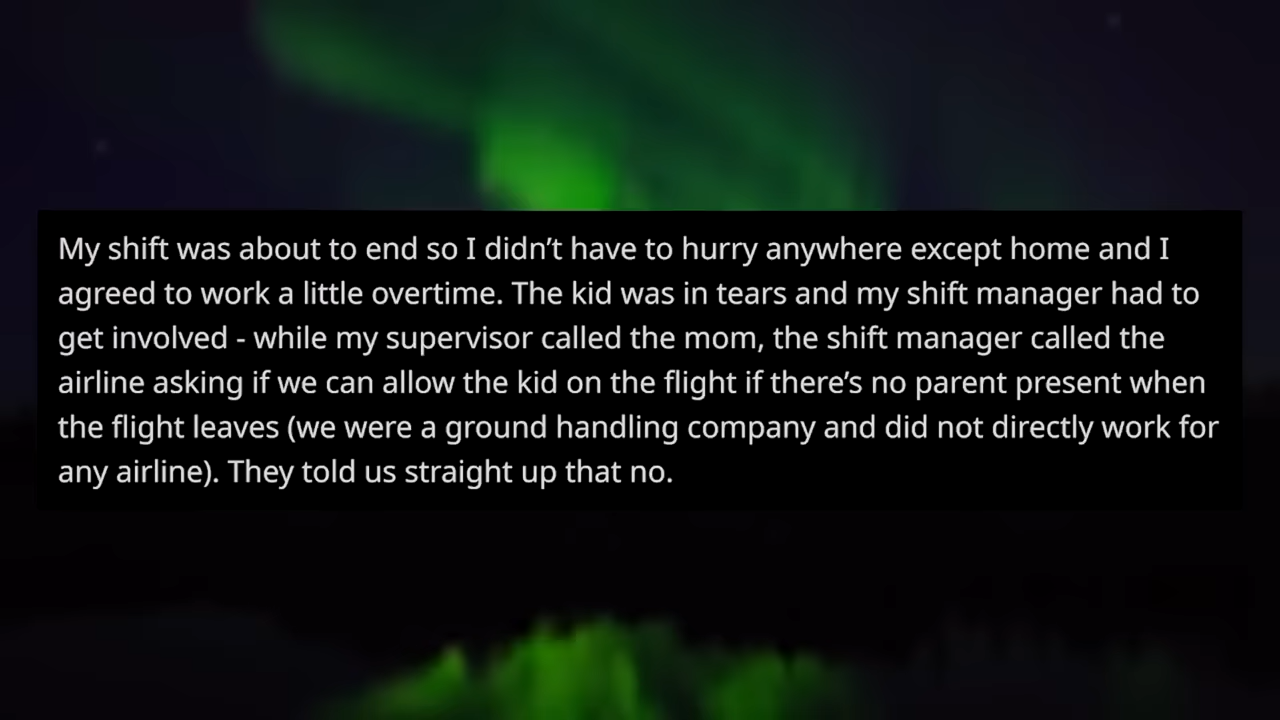 My shift was about to end so I didn’t have to hurry anywhere except home and I
agreed to work a little overtime. The kid was in tears and my shift manager had to
get involved - while my supervisor called the mom, the shift manager called the
airline asking if we can allow the kid on the flight if there’s no parent present when
the flight leaves (we were a ground handling company and did not directly work for
any airline). They told us straight up that no.